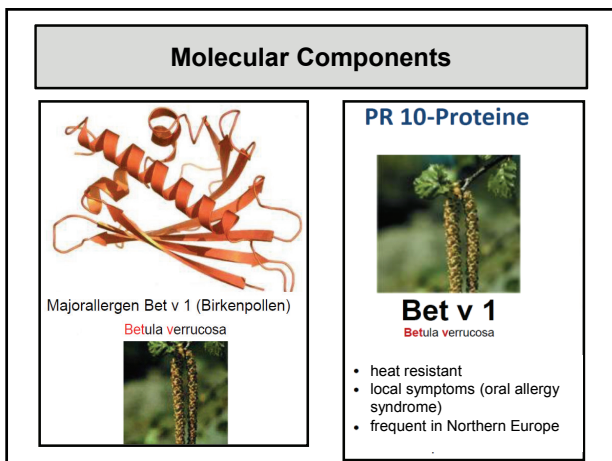 Molecular Components
Majorallergen Bet v 1 (Birkenpollen)
Betula verrucosa
PR 10-Proteine
Bet v 1
Betula verrucosa
• heat resistant
• local symptoms (oral allergy
syndrome)
• frequent in Northern Europe